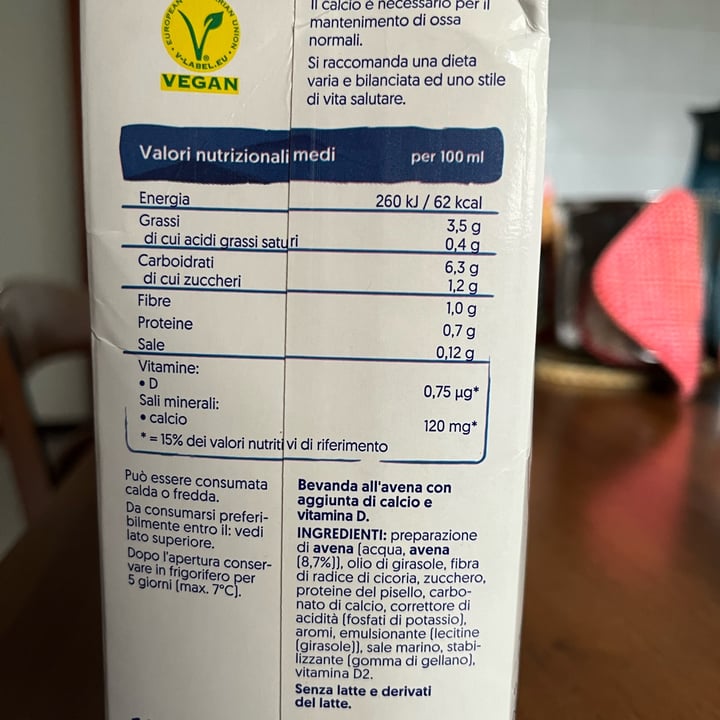 EUROPEAN VEGETARIAN UNION
V-LABEL.EU
VEGAN
Il calcio è necessario per il
mantenimento di ossa
normali.
Si raccomanda una dieta
varia e bilanciata ed uno stile
di vita salutare.
Valori nutrizionali medi per 100 ml
Energia 260 kJ / 62 kcal
Grassi 3,5 g
di cui acidi grassi saturi 0,4 g
Carboidrati 6,3 g
di cui zuccheri 1,2 g
Fibre 1,0 g
Proteine 0,7 g
Sale 0,12 g
Vitamine:
• D 0,75 µg*
Sali minerali:
• calcio 120 mg*
* = 15% dei valori nutritivi di riferimento
Può essere consumata
calda o fredda.
Da consumarsi preferi-
bilmente entro il: vedi
lato superiore.
Dopo l'apertura conser-
vare in frigorifero per
5 giorni (max. 7°C).
Bevanda all'avena con
aggiunta di calcio e
vitamina D.
INGREDIENTI: preparazione
di avena (acqua, avena
(8,7%)), olio di girasole, fibra
di radice di cicoria, zucchero,
proteine del pisello, carbo-
nato di calcio, correttore di
acidità (fosfati di potassio),
aromi, emulsionante (lecitine
(girasole)), sale marino, stabi-
lizzante (gomma di gellano),
vitamina D2.
Senza latte e derivati
del latte.